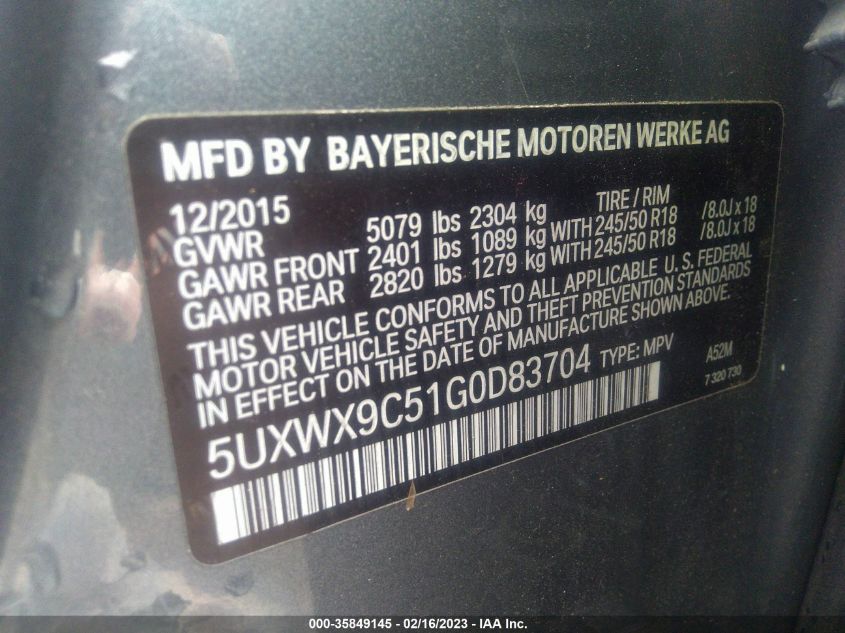 MFD BY BAYERISCHE MOTOREN WERKE AG
12/2015 TIRE / RIM
GVWR 5079 lbs 2304 kg
GAWR FRONT 2401 lbs 1089 kg WITH 245/50 R18 /8.0J x 18
GAWR REAR 2820 lbs 1279 kg WITH 245/50 R18 /8.0J x 18
THIS VEHICLE CONFORMS TO ALL APPLICABLE U.S. FEDERAL
MOTOR VEHICLE SAFETY AND THEFT PREVENTION STANDARDS
IN EFFECT ON THE DATE OF MANUFACTURE SHOWN ABOVE.
5UXWX9C51G0D83704 TYPE: MPV A52M
7 320 730
000-35849145 - 02/16/2023 - IAA Inc.